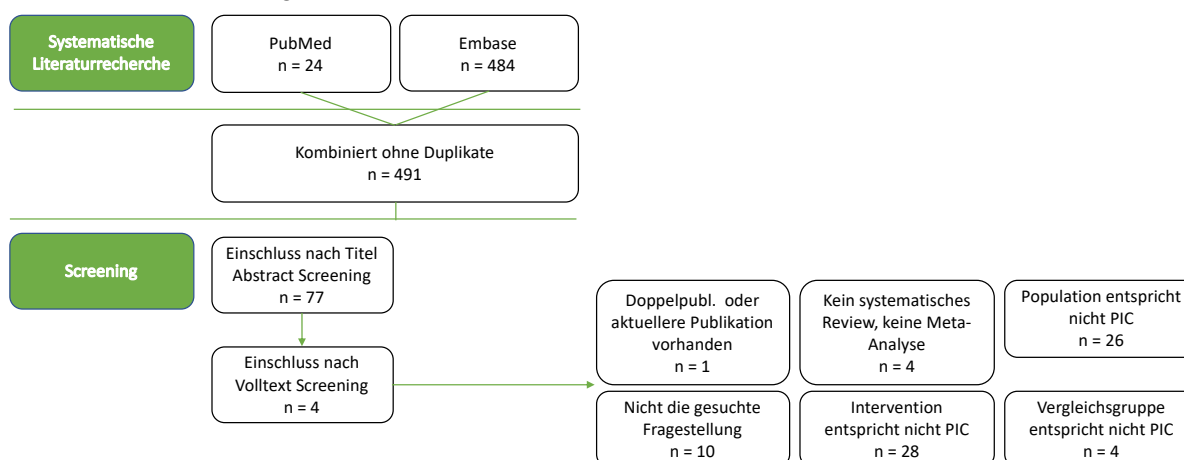 Systematische
Literaturrecherche
PubMed
n = 24
Embase
n = 484
Kombiniert ohne Duplikate
n = 491
Screening
Einschluss nach Titel
Abstract Screening
n = 77
Einschluss nach
Volltext Screening
n = 4
Doppelpubl. oder
aktuellere Publikation
vorhanden
n = 1
Kein systematisches
Review, keine Meta-
Analyse
n = 4
Population entspricht
nicht PIC
n = 26
Nicht die gesuchte
Fragestellung
n = 10
Intervention
entspricht nicht PIC
n = 28
Vergleichsgruppe
entspricht nicht PIC
n = 4